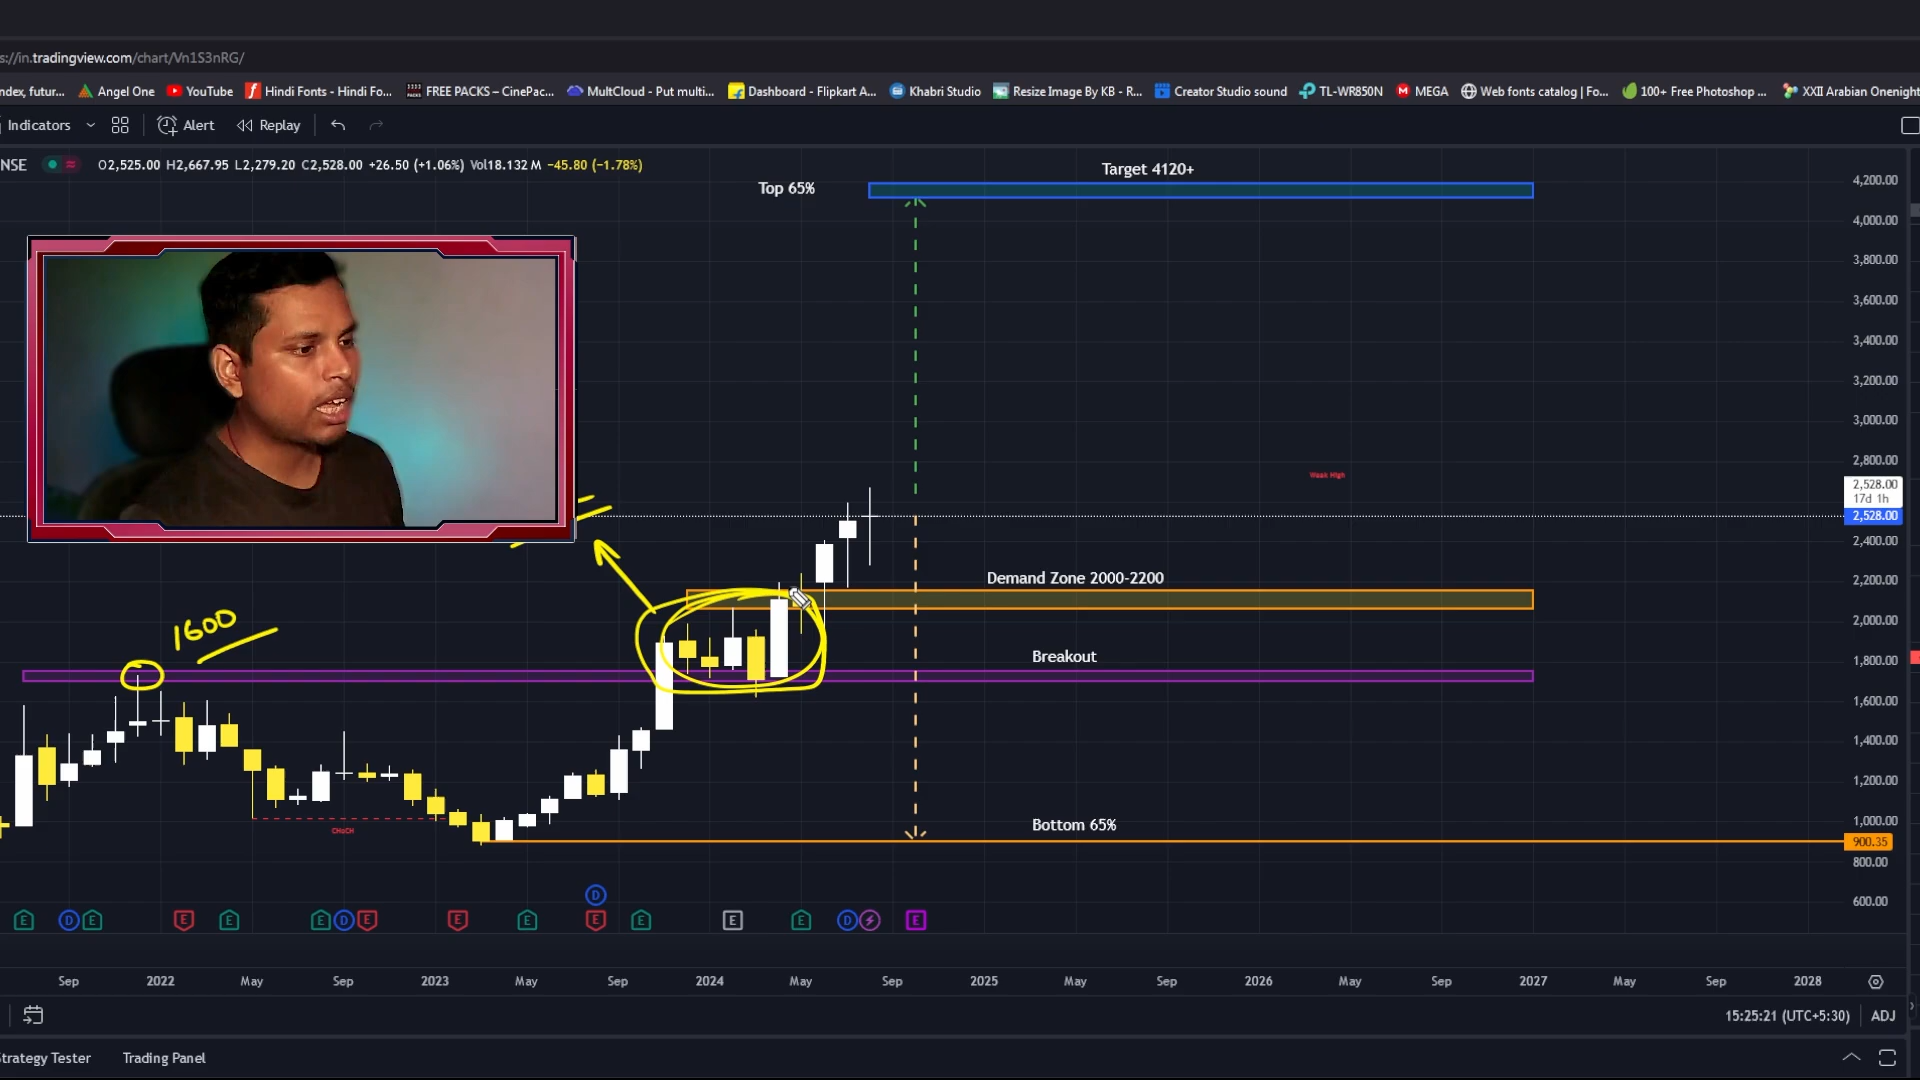 s://in.tradingview.com/chart/Vn1S3nRG/
ndex, futur... Angel One YouTube Hindi Fonts - Hindi Fo... FREE PACKS – CinePac... MultCloud - Put multi... Dashboard - Flipkart A... Khabri Studio Resize Image By KB - R... Creator Studio sound TL-WR850N MEGA Web fonts catalog | Fo... 100+ Free Photoshop ... XXII Arabian Onenight
Indicators Alert Replay
NSE O2,525.00 H2,667.95 L2,279.20 C2,528.00 +26.50 (+1.06%) Vol18.132 M −45.80 (−1.78%)
Target 4120+
Top 65%
4,200.00
4,000.00
3,800.00
3,600.00
3,400.00
3,200.00
3,000.00
2,800.00
Weak High
2,528.00
17d 1h
2,528.00
2,400.00
Demand Zone 2000-2200
2,200.00
1600
2,000.00
Breakout
1,800.00
1,600.00
1,400.00
1,200.00
1,000.00
CHoCH
Bottom 65%
900.35
800.00
D
600.00
E D E E E E D E E E E E E E D E
Sep 2022 May Sep 2023 May Sep 2024 May Sep 2025 May Sep 2026 May Sep 2027 May Sep 2028
15:25:21 (UTC+5:30) ADJ
Strategy Tester Trading Panel